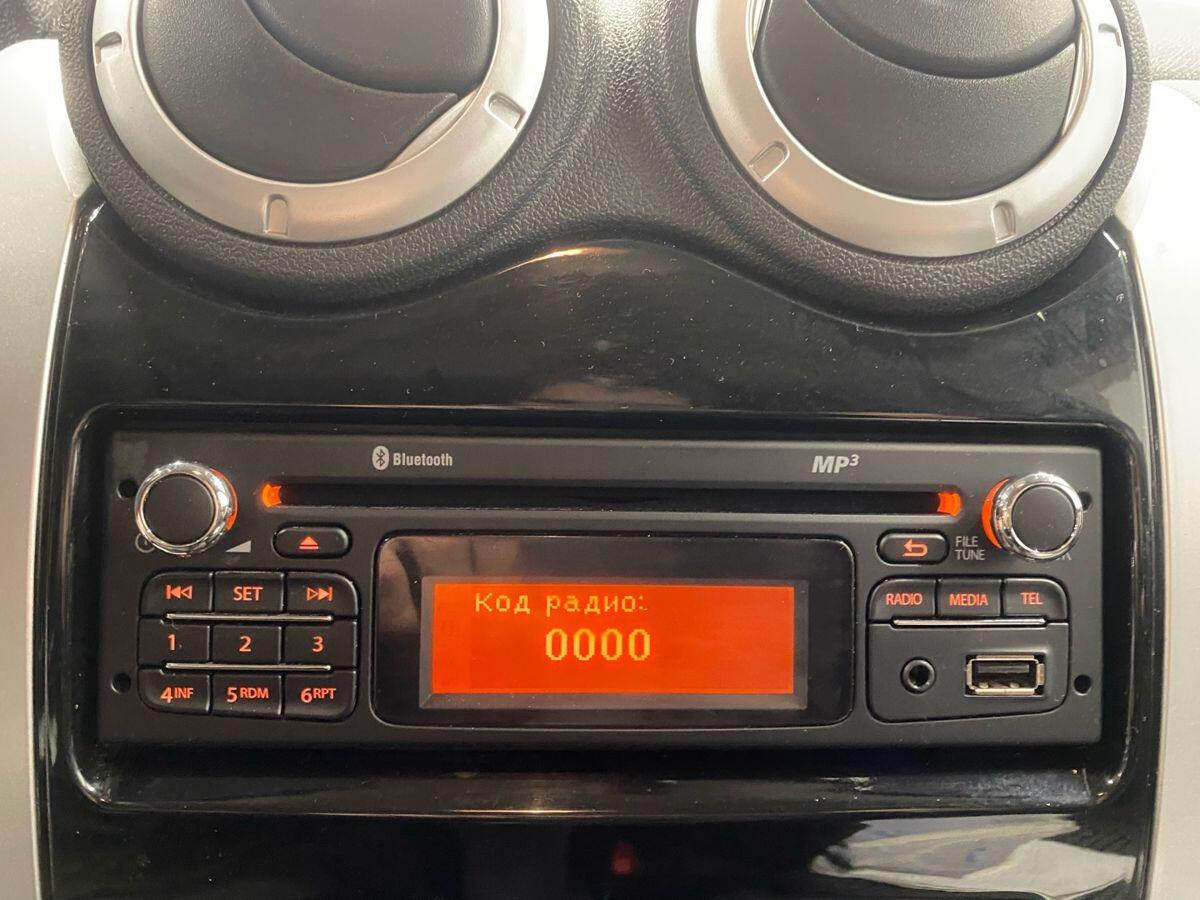 Bluetooth
MP3
FILE
TUNE
SET
RADIO
MEDIA
TEL
Код радио:
0000
1
2
3
4INF
5RDM
6RPT